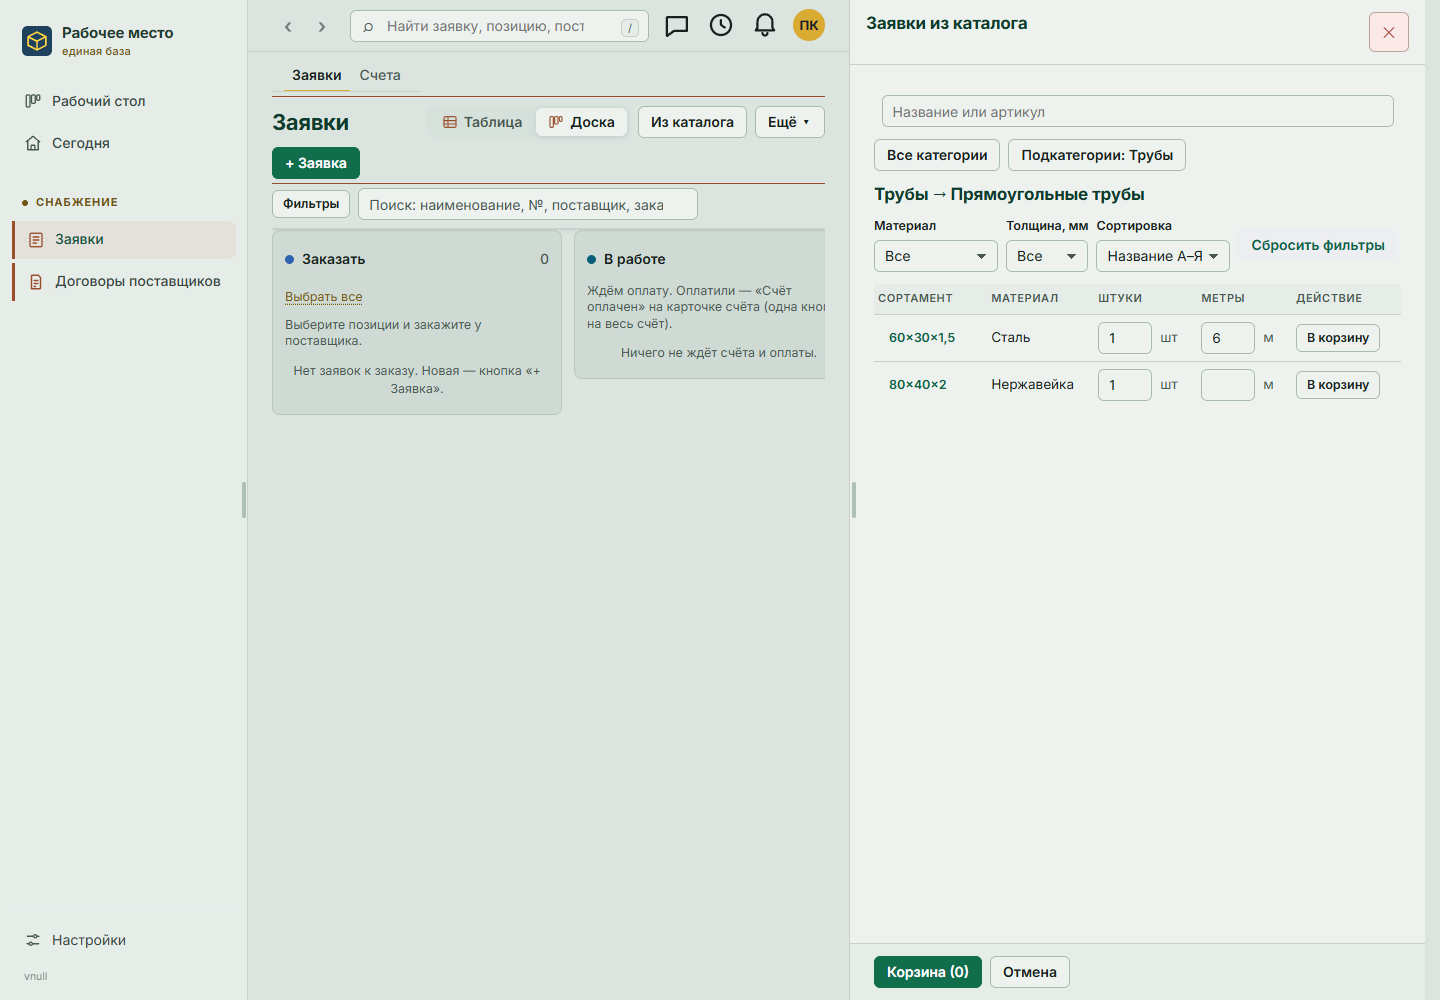 Рабочее место
единая база
Рабочий стол
Сегодня
СНАБЖЕНИЕ
Заявки
Договоры поставщиков
Настройки
vnull
Найти заявку, позицию, пост
/
ПК
Заявки Счета
Заявки
Таблица Доска Из каталога Ещё
+ Заявка
Фильтры
Поиск: наименование, №, поставщик, зака
Заказать 0
Выбрать все
Выберите позиции и закажите у
поставщика.
Нет заявок к заказу. Новая — кнопка «+
Заявка».
В работе
Ждём оплату. Оплатили — «Счёт
оплачен» на карточке счёта (одна кноп
на весь счёт).
Ничего не ждёт счёта и оплаты.
Заявки из каталога
Название или артикул
Все категории Подкатегории: Трубы
Трубы → Прямоугольные трубы
Материал Толщина, мм Сортировка
Все Все Название А–Я Сбросить фильтры
СОРТАМЕНТ МАТЕРИАЛ ШТУКИ МЕТРЫ ДЕЙСТВИЕ
60×30×1,5 Сталь 1 шт 6 м В корзину
80×40×2 Нержавейка 1 шт м В корзину
Корзина (0) Отмена